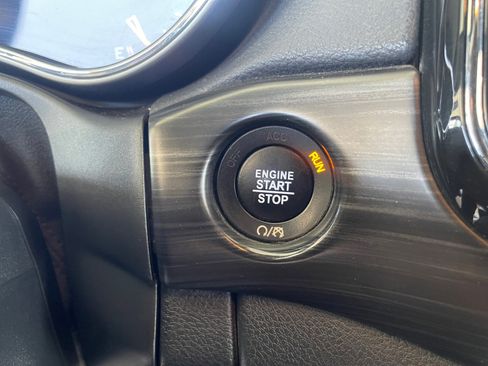 E
OFF
ACC
RUN
ENGINE
START
STOP